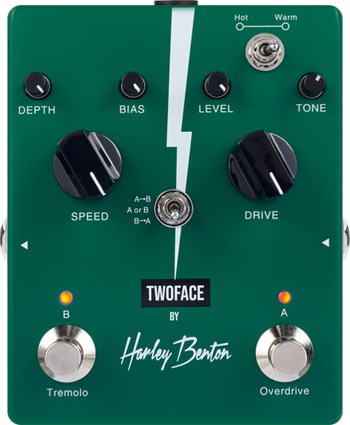 Hot Warm
DEPTH BIAS LEVEL TONE
SPEED DRIVE
A→B
A or B
B→A
TWOFACE
BY
Harley Benton
B A
Tremolo Overdrive